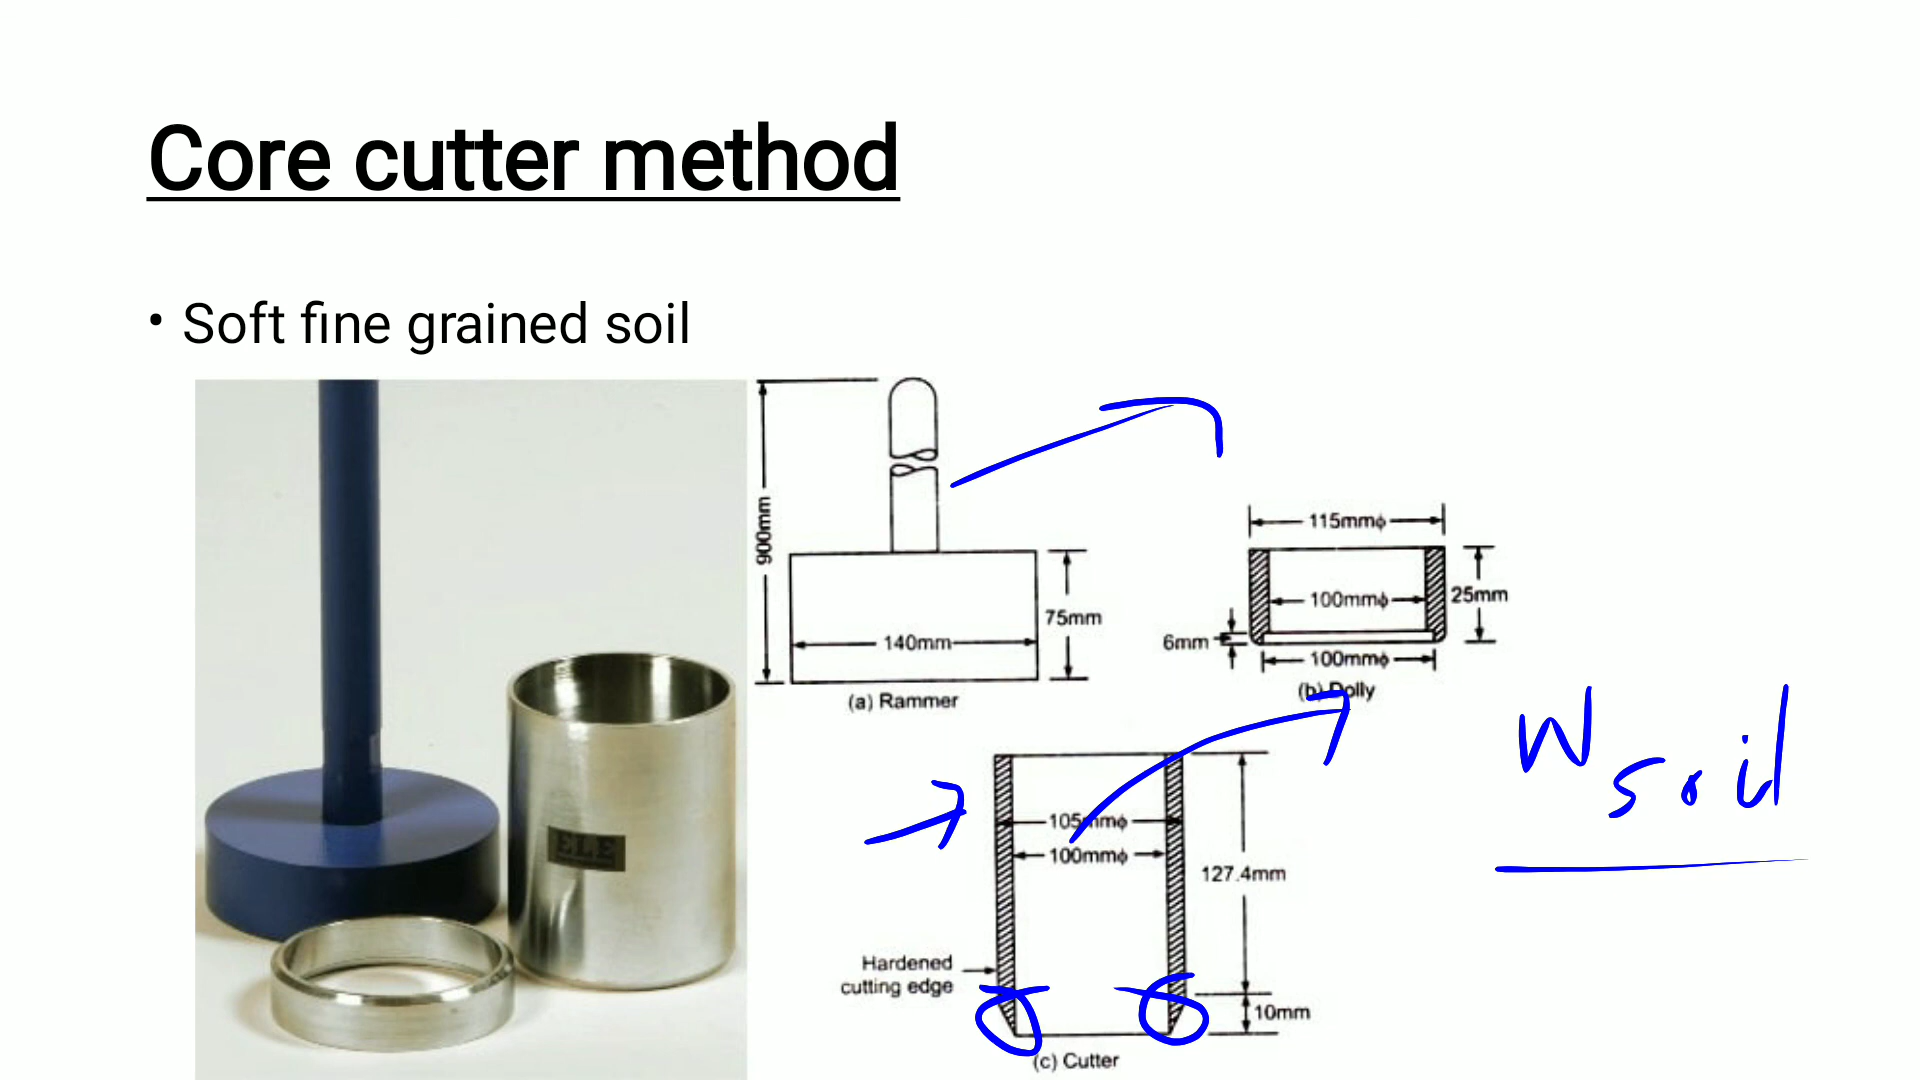 Core cutter method
• Soft fine grained soil
900mm
75mm
140mm
(a) Rammer
115mmϕ
100mmϕ
25mm
6mm
100mmϕ
(b) Dolly
W soil
105mmϕ
100mmϕ
127.4mm
Hardened
cutting edge
10mm
(c) Cutter
ELE